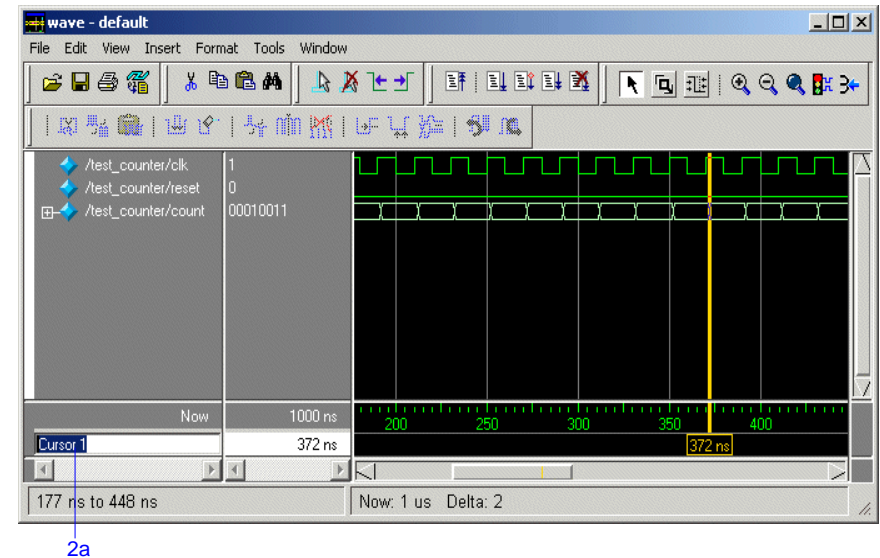 wave - default
File Edit View Insert Format Tools Window
/test_counter/clk 1
/test_counter/reset 0
/test_counter/count 00010011
Now 1000 ns
200 250 300 350 400
Cursor 1 372 ns 372 ns
177 ns to 448 ns Now: 1 us Delta: 2
2a